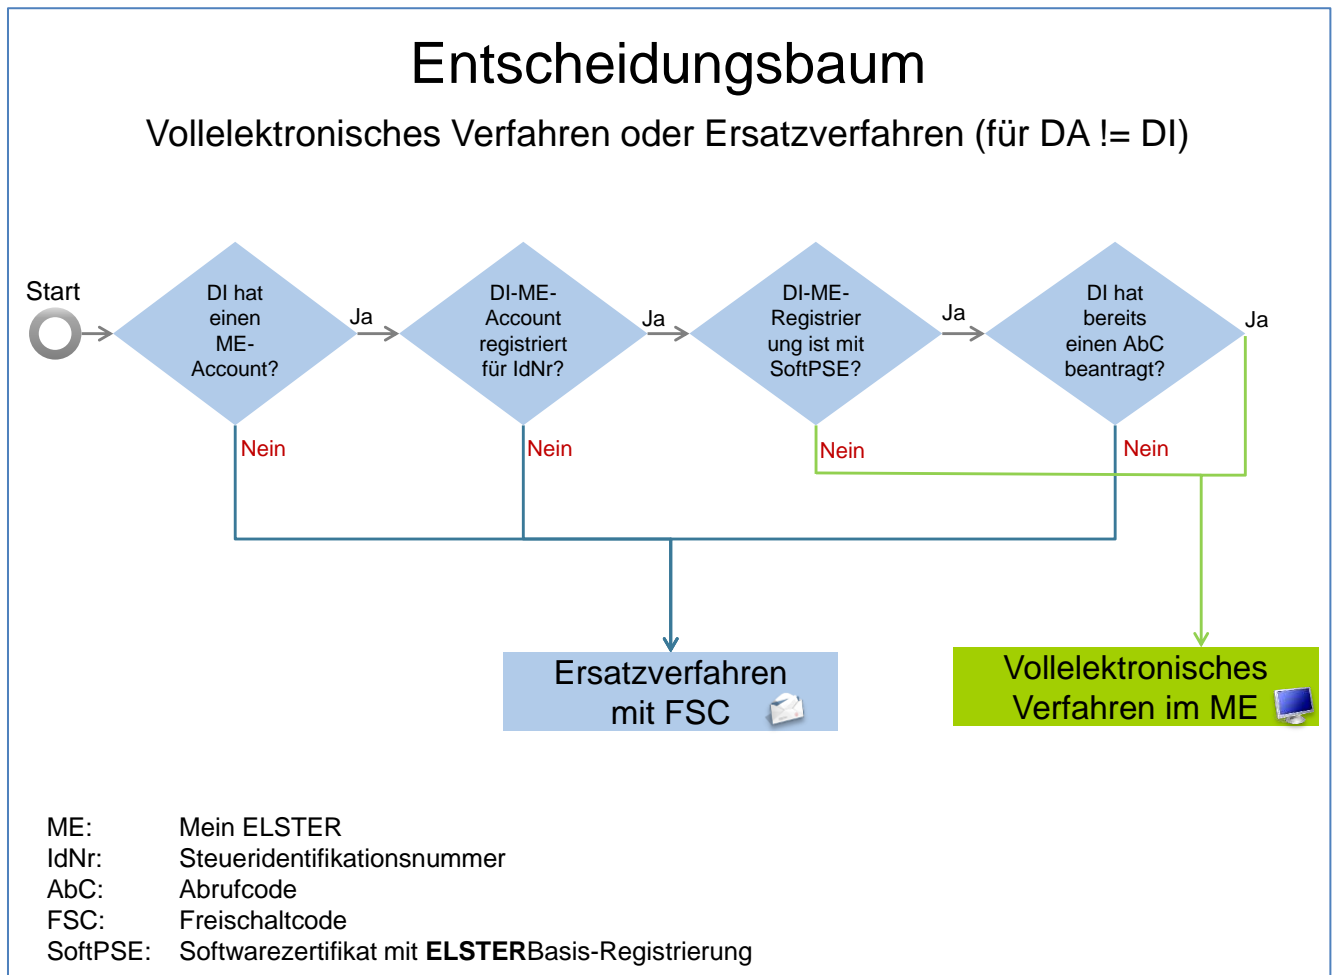 Entscheidungsbaum
Vollelektronisches Verfahren oder Ersatzverfahren (für DA != DI)
Start
DI hat
einen
ME-
Account?
Ja
DI-ME-
Account
registriert
für IdNr?
Ja
DI-ME-
Registrier
ung ist mit
SoftPSE?
Ja
DI hat
bereits
einen AbC
beantragt?
Ja
Nein
Nein
Nein
Nein
Ersatzverfahren
mit FSC
Vollelektronisches
Verfahren im ME
ME: Mein ELSTER
IdNr: Steueridentifikationsnummer
AbC: Abrufcode
FSC: Freischaltcode
SoftPSE: Softwarezertifikat mit ELSTERBasis-Registrierung